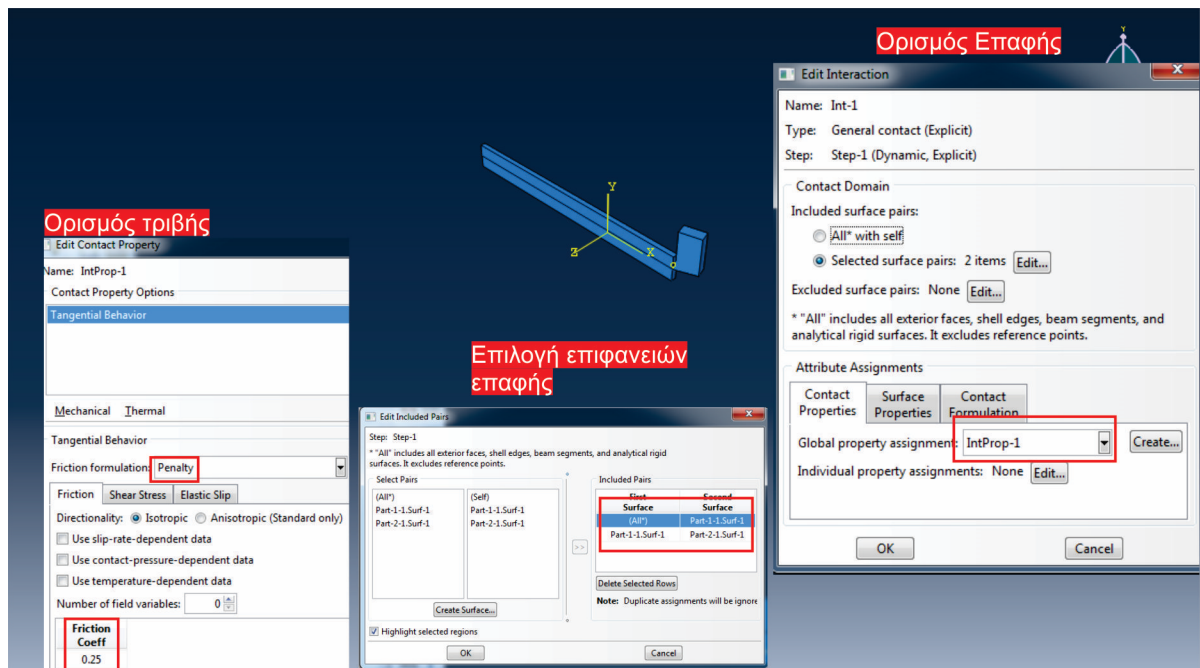 Ορισμός Επαφής
Y
Edit Interaction
X
Name: Int-1
Type: General contact (Explicit)
Step: Step-1 (Dynamic, Explicit)
Contact Domain
Included surface pairs:
All* with self
Selected surface pairs: 2 items Edit...
Excluded surface pairs: None Edit...
* "All" includes all exterior faces, shell edges, beam segments, and
analytical rigid surfaces. It excludes reference points.
Attribute Assignments
Contact Properties
Surface Properties
Contact Formulation
Global property assignment: IntProp-1 Create...
Individual property assignments: None Edit...
OK Cancel
Y
Z
X
Ορισμός τριβής
Edit Contact Property
Name: IntProp-1
Contact Property Options
Tangential Behavior
Mechanical Thermal
Tangential Behavior
Friction formulation: Penalty
Friction Shear Stress Elastic Slip
Directionality: Isotropic Anisotropic (Standard only)
Use slip-rate-dependent data
Use contact-pressure-dependent data
Use temperature-dependent data
Number of field variables: 0
Friction
Coeff
0.25
Επιλογή επιφανειών
επαφής
Edit Included Pairs
Step: Step-1
* "All" includes all exterior faces, shell edges, beam segments, and analytical rigid
surfaces. It excludes reference points.
Select Pairs
(All*) (Self)
Part-1-1.Surf-1 Part-1-1.Surf-1
Part-2-1.Surf-1 Part-2-1.Surf-1
Create Surface...
>>
Included Pairs
First Second
Surface Surface
(All*) Part-1-1.Surf-1
Part-1-1.Surf-1 Part-2-1.Surf-1
Delete Selected Rows
Note: Duplicate assignments will be ignore
Highlight selected regions
OK Cancel